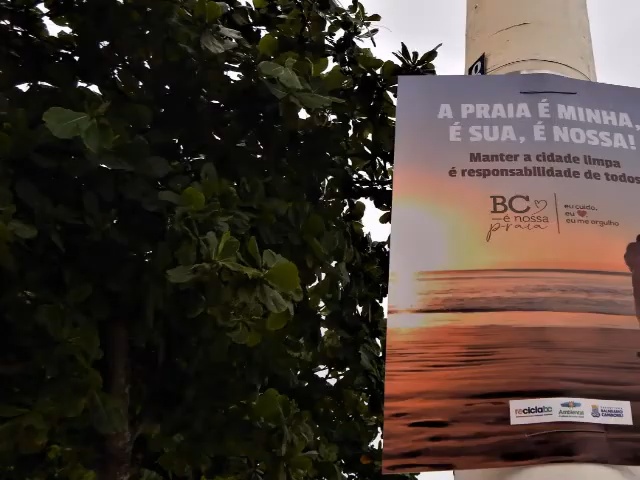 A PRAIA É MINHA,
É SUA, É NOSSA!
Manter a cidade limpa
é responsabilidade de todos
BC
é nossa
praia
eu cuido.
eu
eu me orgulho
reciclabc
Ambiental
BALNEÁRIO
CAMBORIÚ